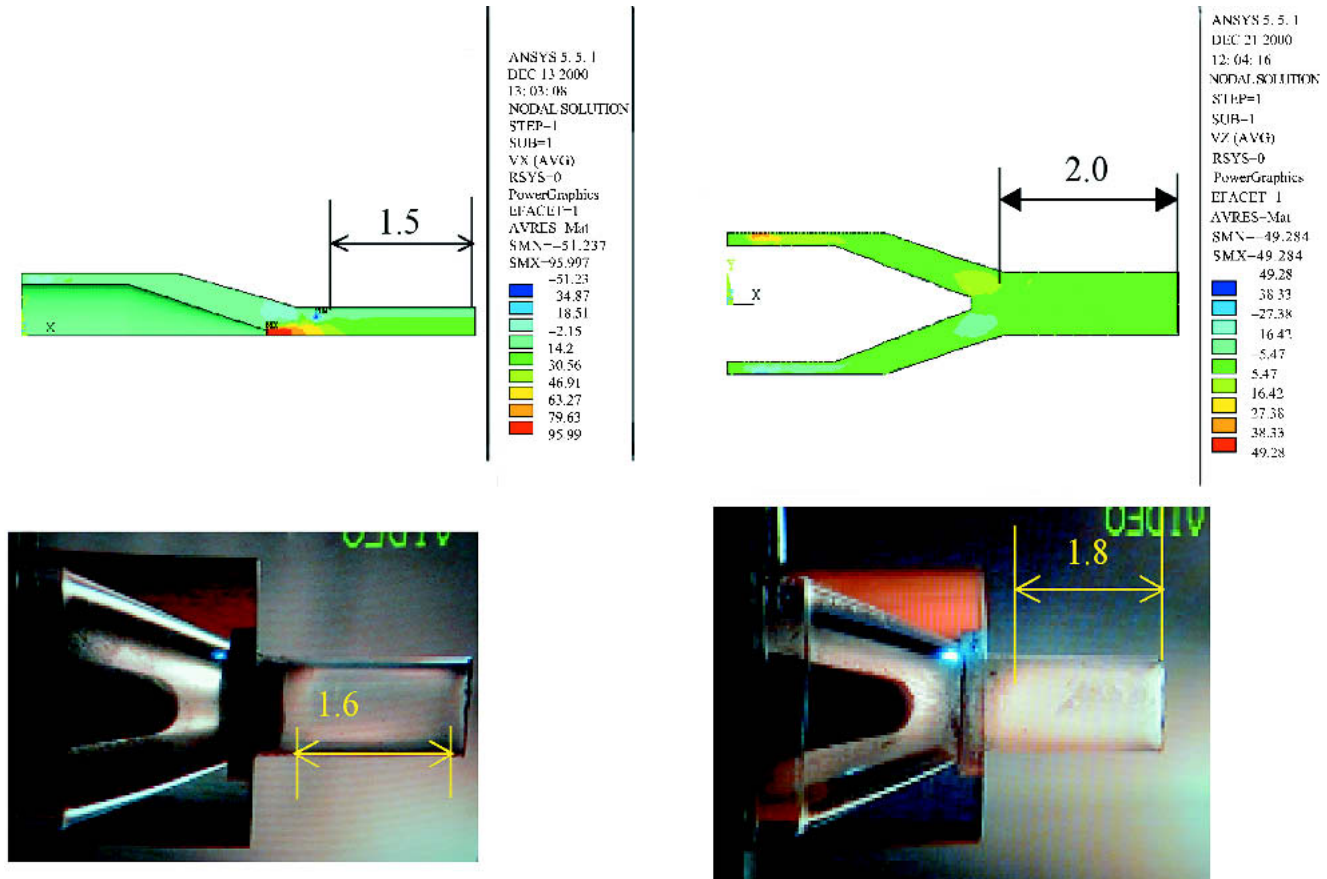 ANSYS 5. 5. 1
DEC 13 2000
13: 03: 08
NODAL SOLUTION
STEP=1
SUB=1
VX (AVG)
RSYS=0
PowerGraphics
EFACET=1
AVRES=Mat
SMN=-51.237
SMX=95.997
-51.23
34.87
18.51
-2.15
14.2
30.56
46.91
63.27
79.63
95.99
1.5
X
MX
MN
ANSYS 5. 5. 1
DEC 21 2000
12: 04: 16
NODAL SOLUTION
STEP=1
SUB=1
VZ (AVG)
RSYS=0
PowerGraphics
EFACET=1
AVRES=Mat
SMN=-49.284
SMX=49.284
49.28
38.33
-27.38
16.42
-5.47
5.47
16.42
27.38
38.33
49.28
2.0
Y
X
1.6
VIDEO
1.8
VIDEO